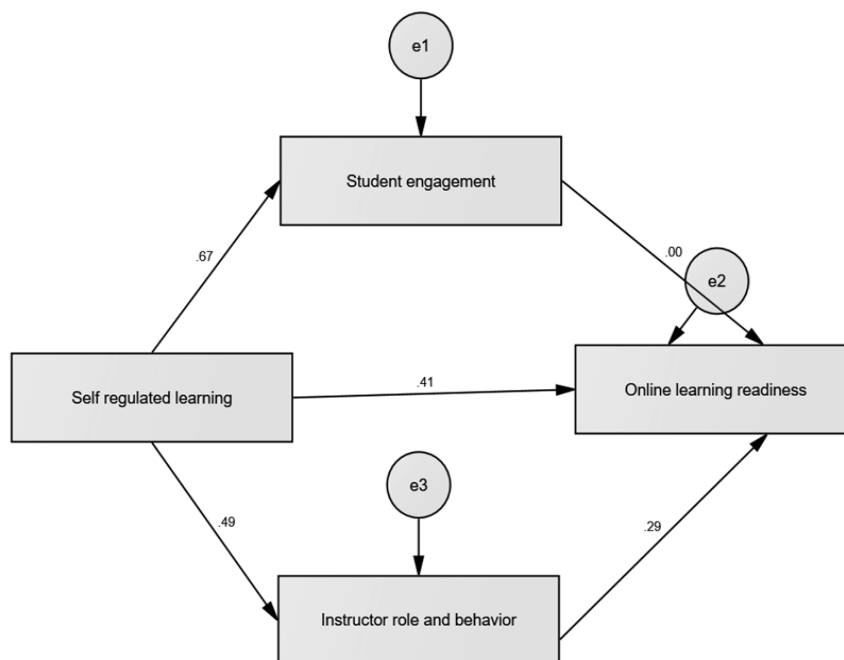 e1
Student engagement
.67
.00
e2
Self regulated learning
.41
Online learning readiness
e3
.49
.29
Instructor role and behavior